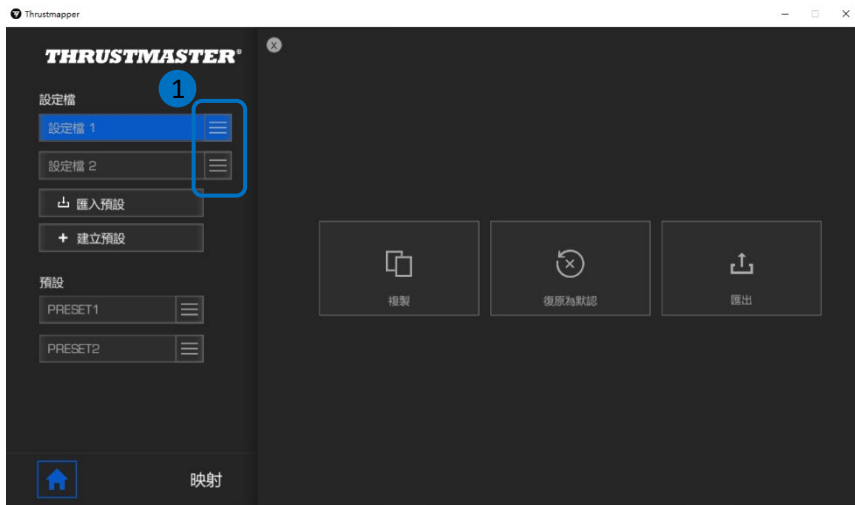 Thrustmapper
THRUSTMASTER®
設定檔
1
設定檔 1
設定檔 2
匯入預設
+ 建立預設
預設
PRESET1
PRESET2
映射
X
複製
復原為默認
匯出